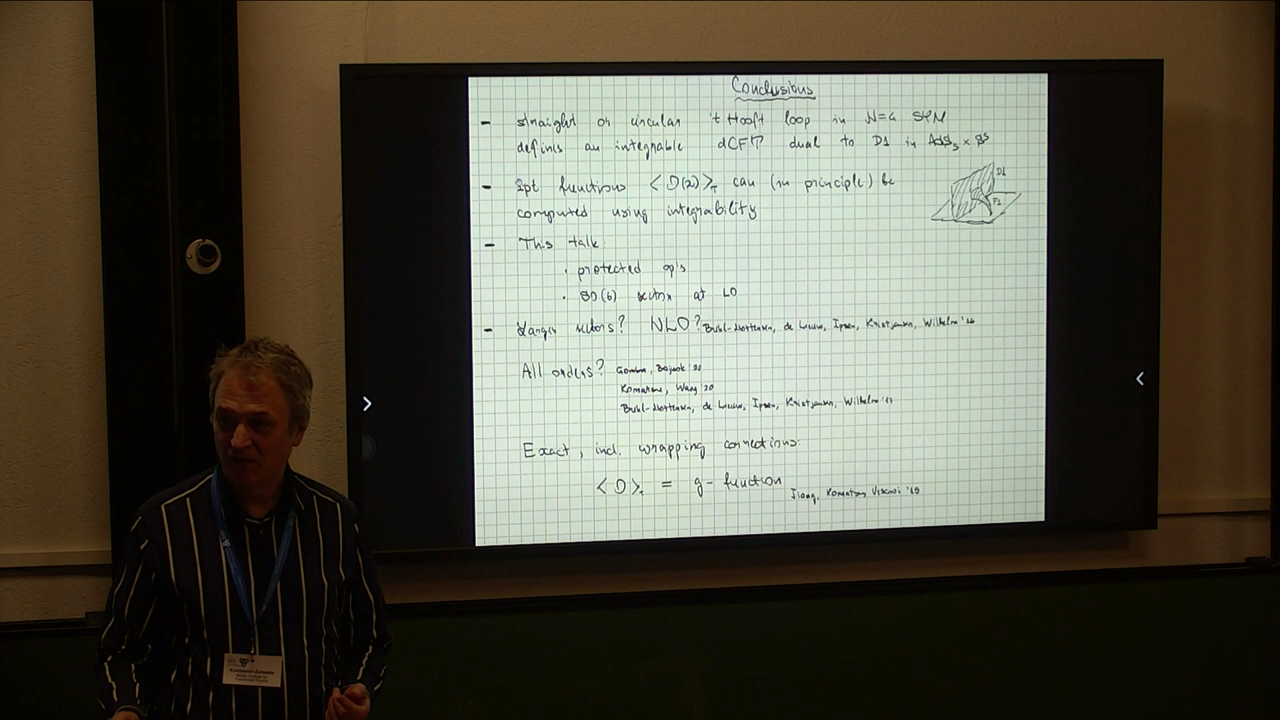 Conclusions
- straight or circular 't Hooft loop in N=4 SYM
defines an integrable dCFT dual to D1 in AdS₅ × S⁵
- 1pt functions <O(x)>_T can (in principle) be
computed using integrability
D1
F1
- This talk:
· protected op's
· SO(6) sector at LO
- Larger sectors? NLO? Buhl-Mortensen, de Leeuw, Ipsen, Kristjansen, Wilhelm '16
All orders? Gombor, Bajnok '20
Komatsu, Wang '20
Buhl-Mortensen, de Leeuw, Ipsen, Kristjansen, Wilhelm '17
Exact, incl. wrapping corrections:
<O>_T = g-function Jiang, Komatsu, Vescovi '19